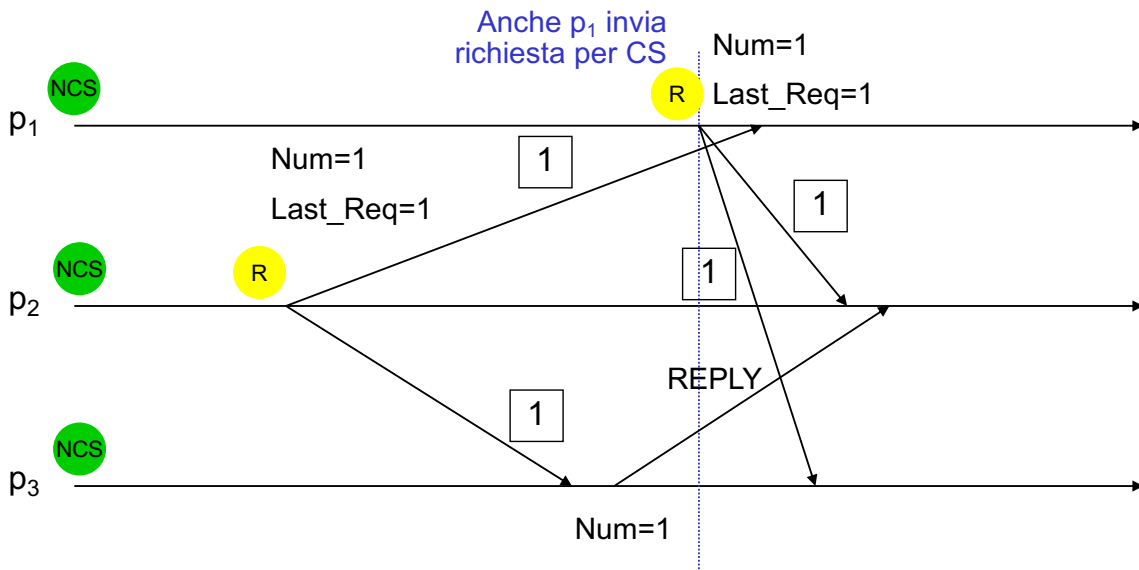 Anche p₁ invia
richiesta per CS
Num=1
Last_Req=1
NCS
R
p₁
Num=1
Last_Req=1
1
1
NCS
R
1
p₂
REPLY
1
NCS
p₃
Num=1